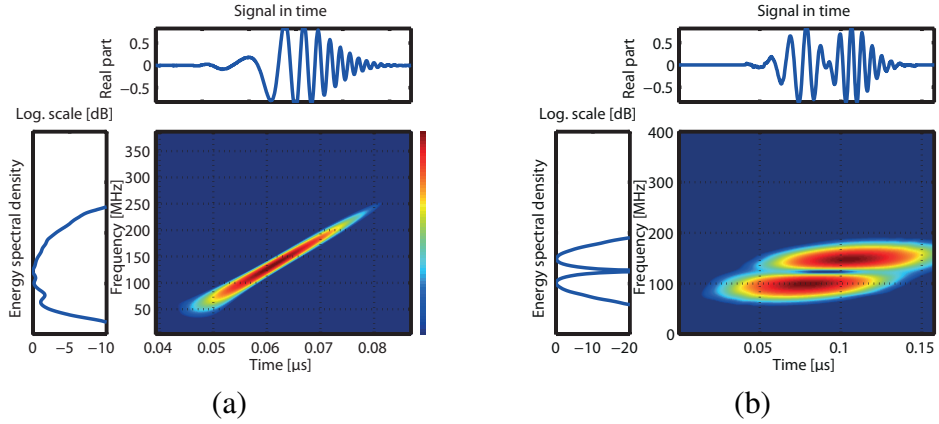 Signal in time
Real part
0.5
0
−0.5
Log. scale [dB]
Energy spectral density
0 -5 -10
Frequency [MHz]
350
300
250
200
150
100
50
0.04 0.05 0.06 0.07 0.08
Time [µs]
(a)
Signal in time
Real part
0.5
0
−0.5
Log. scale [dB]
Energy spectral density
0 −10 −20
Frequency [MHz]
400
300
200
100
0
0.05 0.1 0.15
Time [µs]
(b)